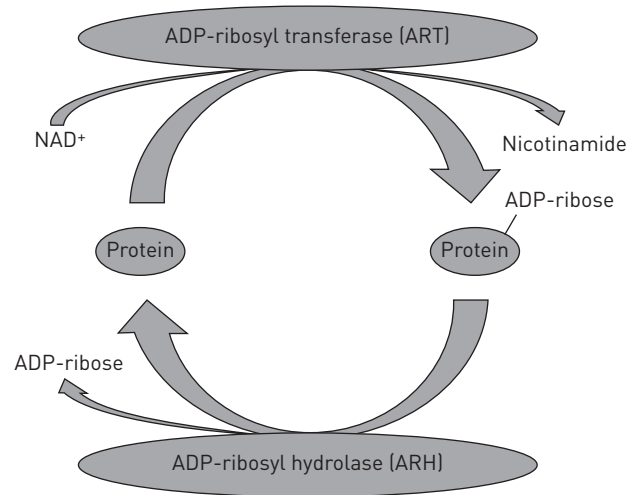 ADP-ribosyl transferase (ART)
NAD⁺
Nicotinamide
ADP-ribose
Protein
Protein
ADP-ribose
ADP-ribosyl hydrolase (ARH)